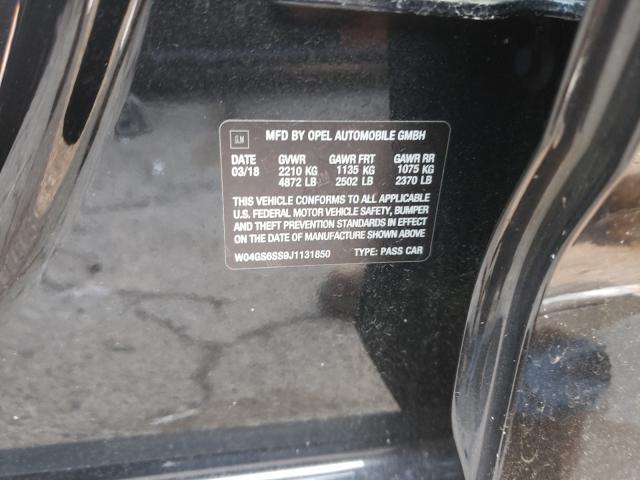 GM MFD BY OPEL AUTOMOBILE GMBH
DATE GVWR GAWR FRT GAWR RR
03/18 2210 KG 1135 KG 1075 KG
4872 LB 2502 LB 2370 LB
THIS VEHICLE CONFORMS TO ALL APPLICABLE
U.S. FEDERAL MOTOR VEHICLE SAFETY, BUMPER
AND THEFT PREVENTION STANDARDS IN EFFECT
ON THE DATE OF MANUFACTURE SHOWN ABOVE
W04GS6SS9J1131850 TYPE: PASS CAR